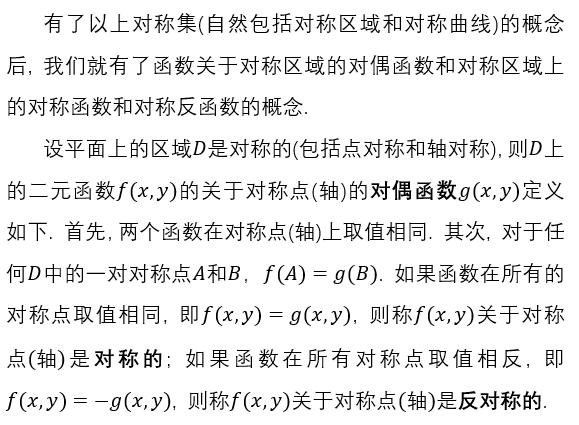 有了以上对称集(自然包括对称区域和对称曲线)的概念
后, 我们就有了函数关于对称区域的对偶函数和对称区域上
的对称函数和对称反函数的概念.
设平面上的区域D是对称的(包括点对称和轴对称), 则D上
的二元函数f(x,y)的关于对称点(轴)的对偶函数g(x,y)定义
如下. 首先, 两个函数在对称点(轴)上取值相同. 其次, 对于任
何D中的一对对称点A和B, f(A) = g(B). 如果函数在所有的
对称点取值相同, 即f(x,y) = g(x,y), 则称f(x,y)关于对称
点(轴)是对称的; 如果函数在所有对称点取值相反, 即
f(x,y) = −g(x,y), 则称f(x,y)关于对称点(轴)是反对称的.